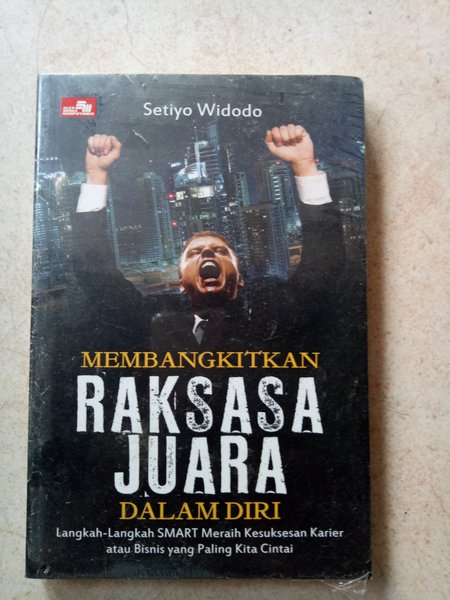 Setiyo Widodo
MEMBANGKITKAN
RAKSASA
JUARA
DALAM DIRI
Langkah-Langkah SMART Meraih Kesuksesan Karier
atau Bisnis yang Paling Kita Cintai